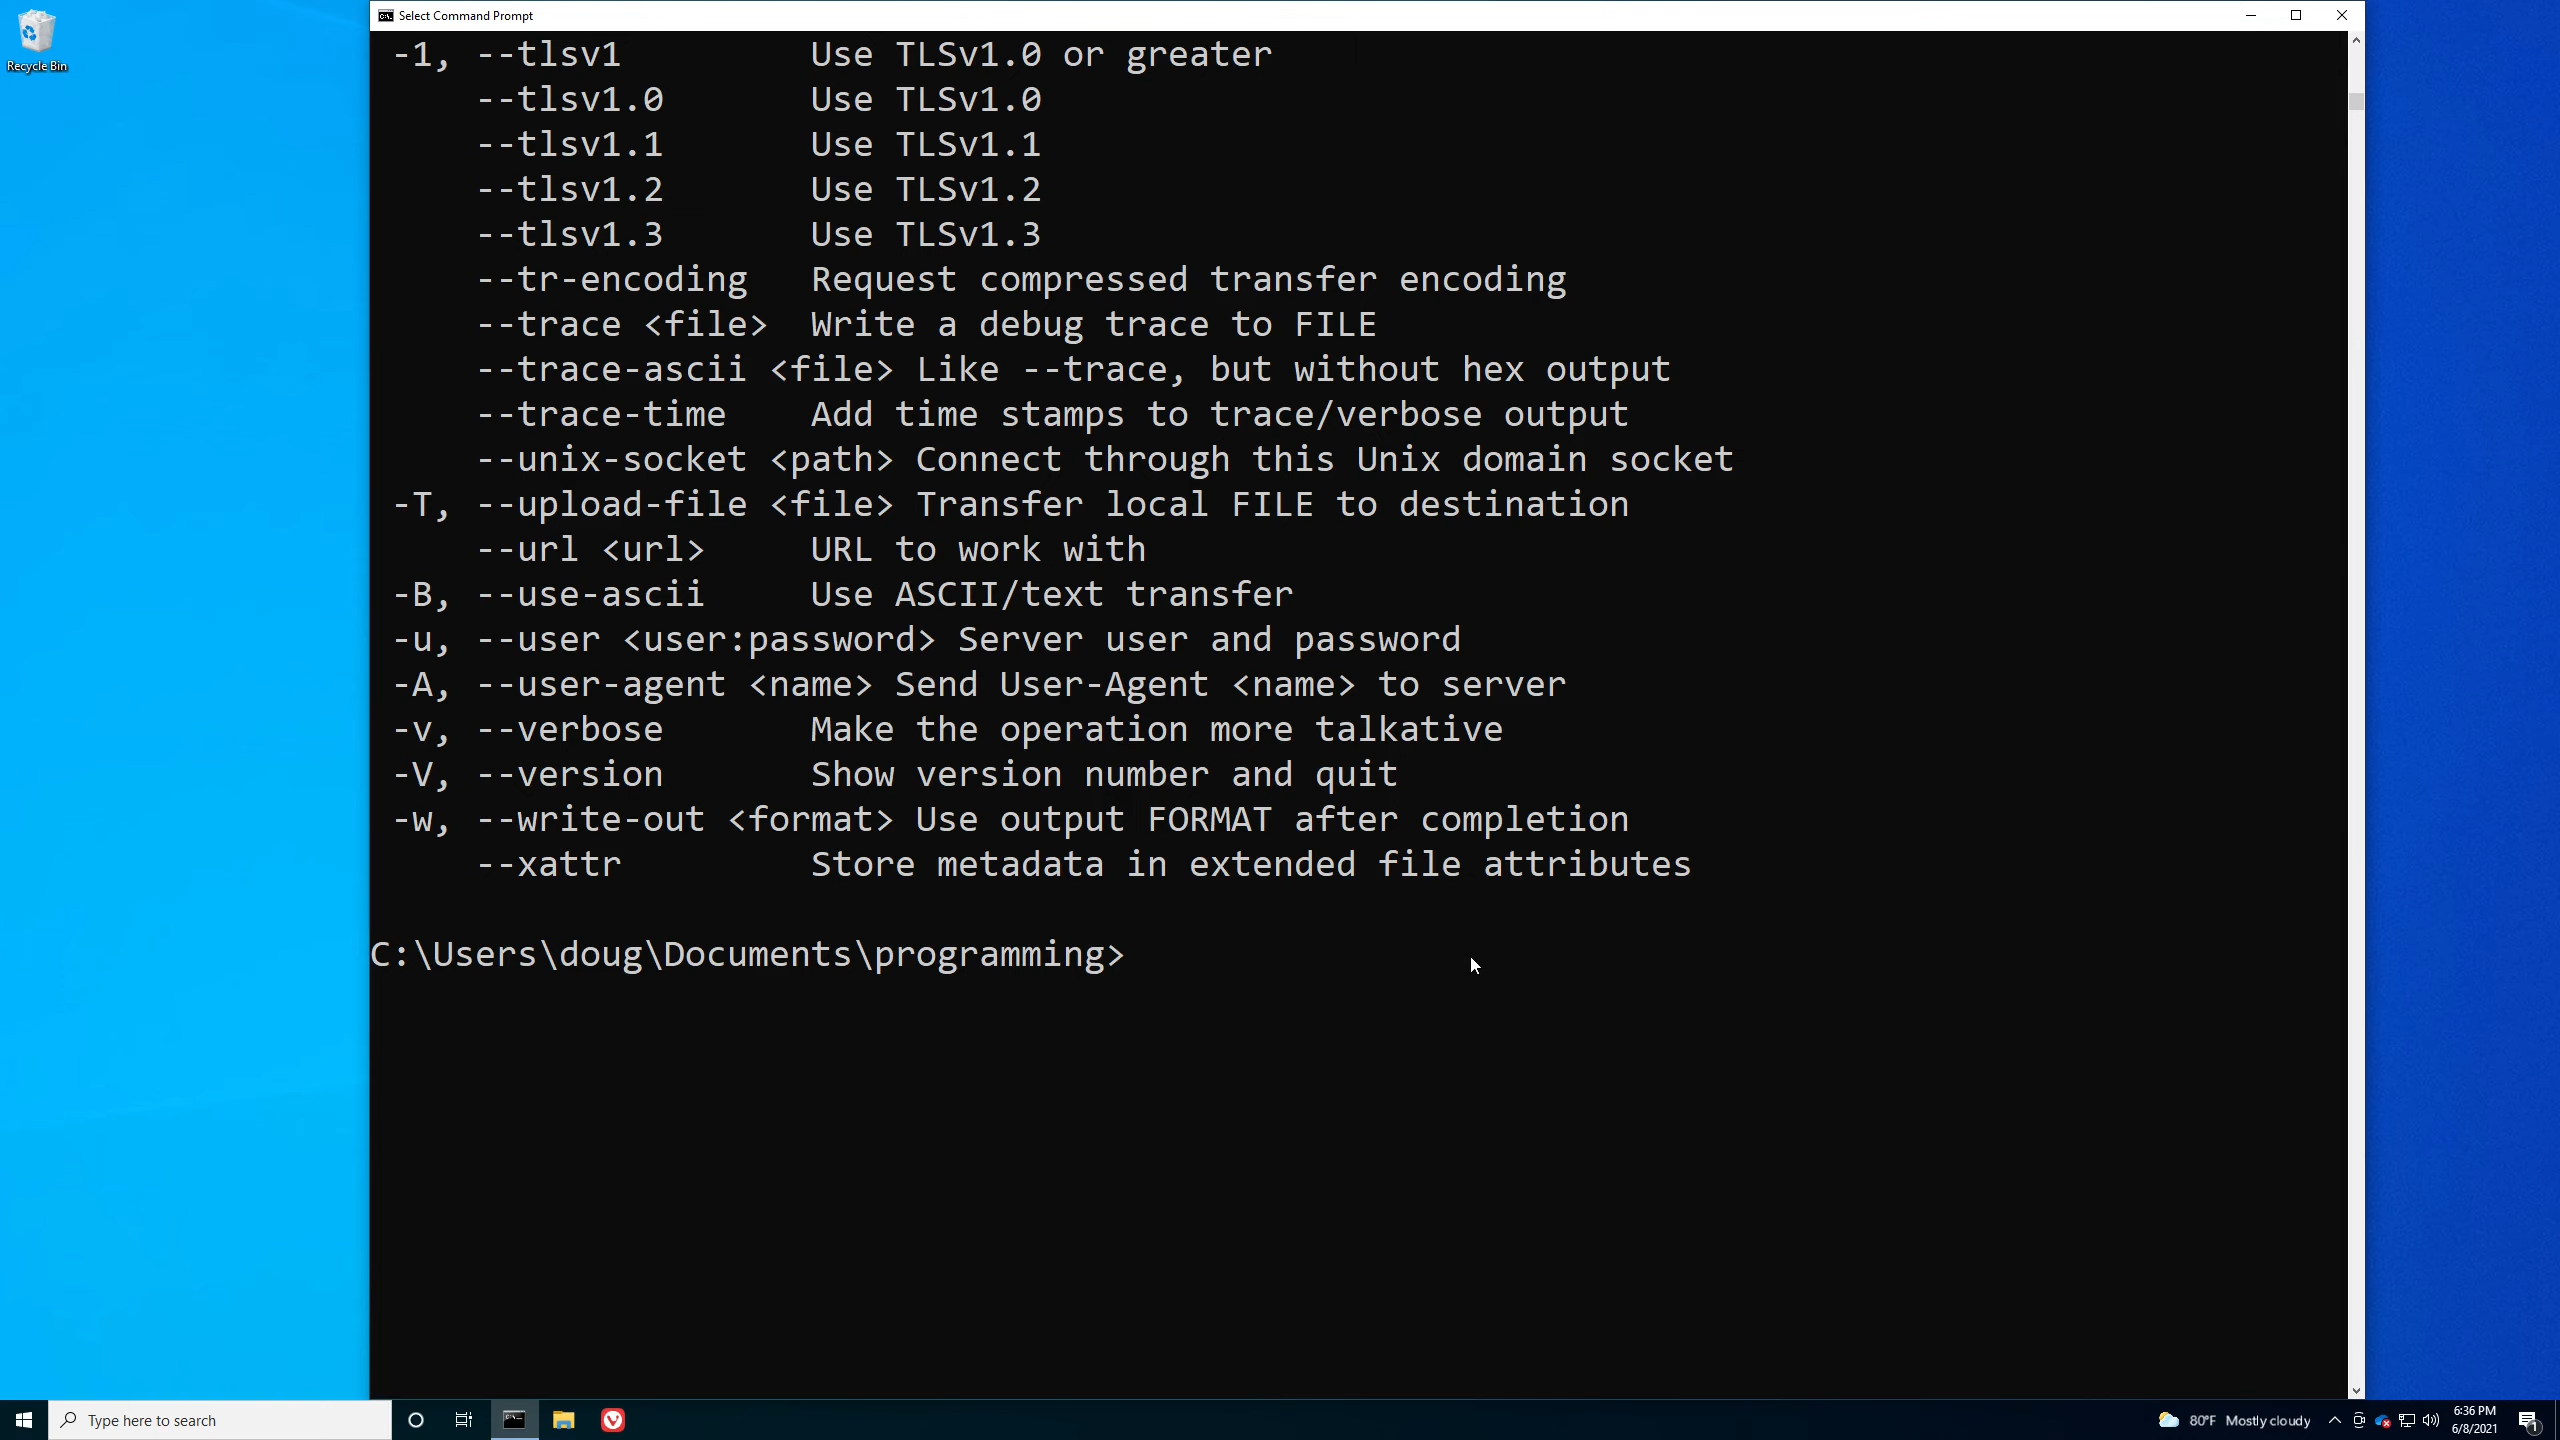 Select Command Prompt
Recycle Bin
-1, --tlsv1         Use TLSv1.0 or greater
    --tlsv1.0       Use TLSv1.0
    --tlsv1.1       Use TLSv1.1
    --tlsv1.2       Use TLSv1.2
    --tlsv1.3       Use TLSv1.3
    --tr-encoding   Request compressed transfer encoding
    --trace <file>  Write a debug trace to FILE
    --trace-ascii <file> Like --trace, but without hex output
    --trace-time    Add time stamps to trace/verbose output
    --unix-socket <path> Connect through this Unix domain socket
-T, --upload-file <file> Transfer local FILE to destination
    --url <url>     URL to work with
-B, --use-ascii     Use ASCII/text transfer
-u, --user <user:password> Server user and password
-A, --user-agent <name> Send User-Agent <name> to server
-v, --verbose       Make the operation more talkative
-V, --version       Show version number and quit
-w, --write-out <format> Use output FORMAT after completion
    --xattr         Store metadata in extended file attributes
C:\Users\doug\Documents\programming>
Type here to search
80°F Mostly cloudy
6:36 PM
6/8/2021
1